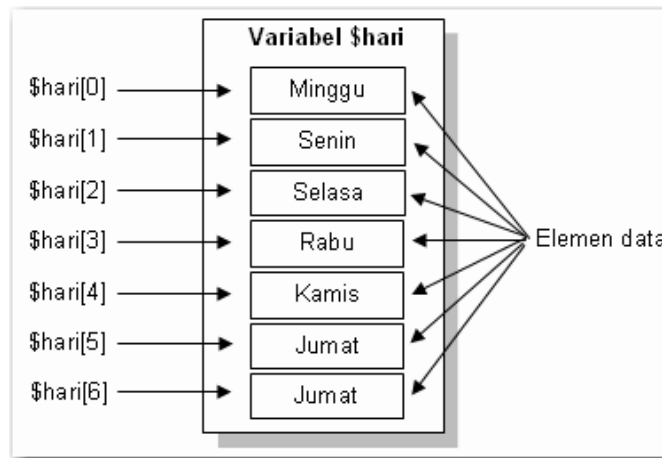 Variabel $hari
$hari[0] Minggu
$hari[1] Senin
$hari[2] Selasa
$hari[3] Rabu Elemen data
$hari[4] Kamis
$hari[5] Jumat
$hari[6] Jumat